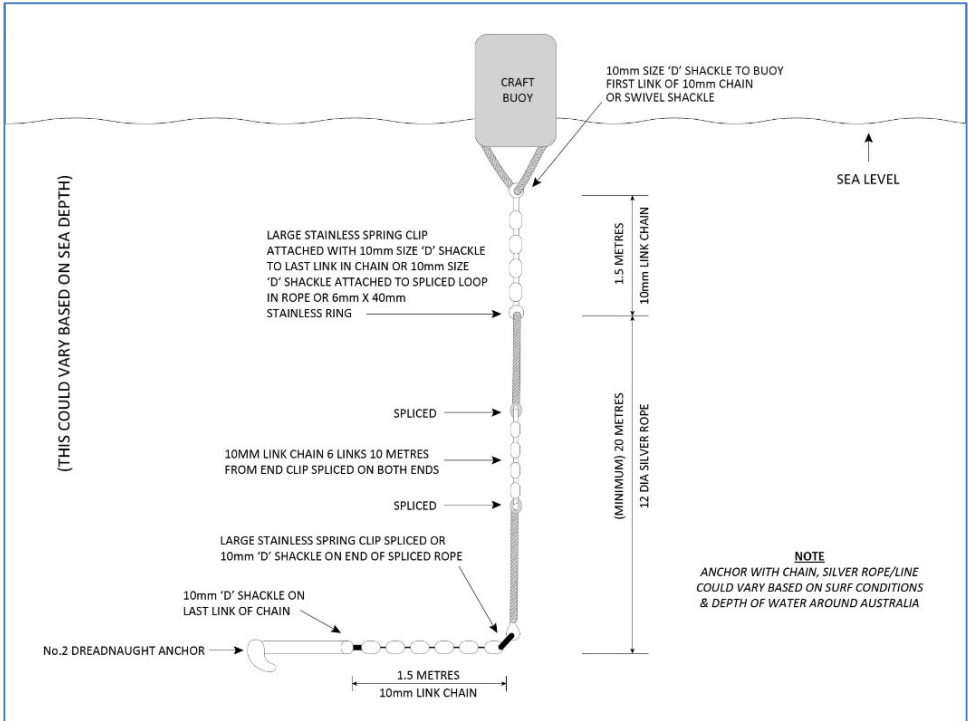 CRAFT
BUOY
10mm SIZE ‘D’ SHACKLE TO BUOY
FIRST LINK OF 10mm CHAIN
OR SWIVEL SHACKLE
SEA LEVEL
(THIS COULD VARY BASED ON SEA DEPTH)
LARGE STAINLESS SPRING CLIP
ATTACHED WITH 10mm SIZE ‘D’ SHACKLE
TO LAST LINK IN CHAIN OR 10mm SIZE
‘D’ SHACKLE ATTACHED TO SPLICED LOOP
IN ROPE OR 6mm X 40mm
STAINLESS RING
1.5 METRES
10mm LINK CHAIN
SPLICED
10MM LINK CHAIN 6 LINKS 10 METRES
FROM END CLIP SPLICED ON BOTH ENDS
SPLICED
(MINIMUM) 20 METRES
12 DIA SILVER ROPE
LARGE STAINLESS SPRING CLIP SPLICED OR
10mm ‘D’ SHACKLE ON END OF SPLICED ROPE
NOTE
ANCHOR WITH CHAIN, SILVER ROPE/LINE
COULD VARY BASED ON SURF CONDITIONS
& DEPTH OF WATER AROUND AUSTRALIA
10mm ‘D’ SHACKLE ON
LAST LINK OF CHAIN
No.2 DREADNAUGHT ANCHOR
1.5 METRES
10mm LINK CHAIN